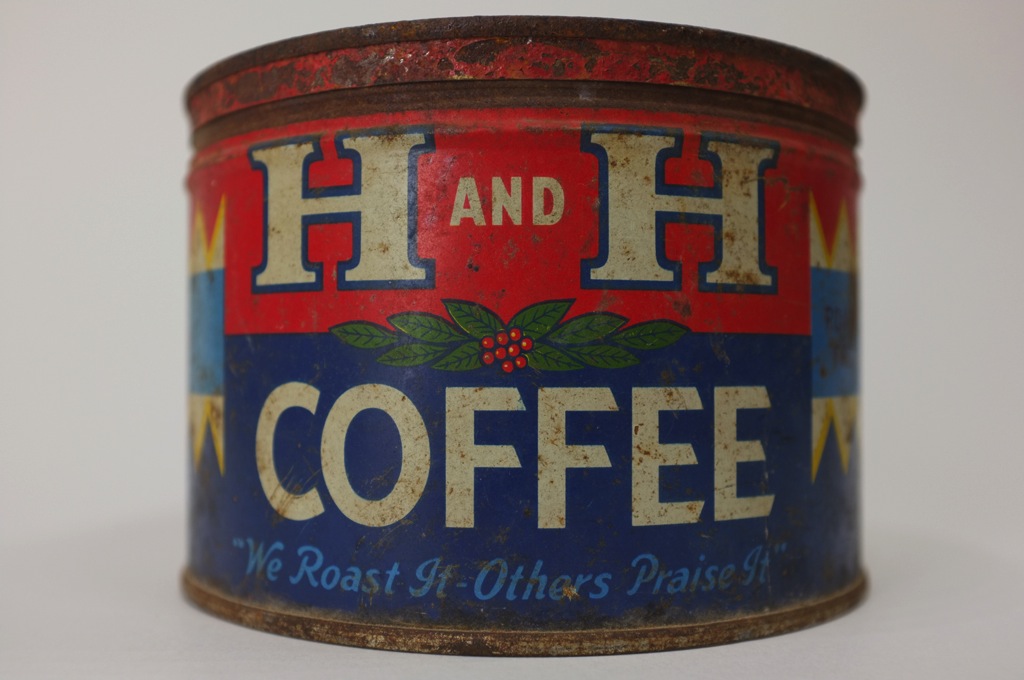 H AND H
COFFEE
"We Roast It-Others Praise It"